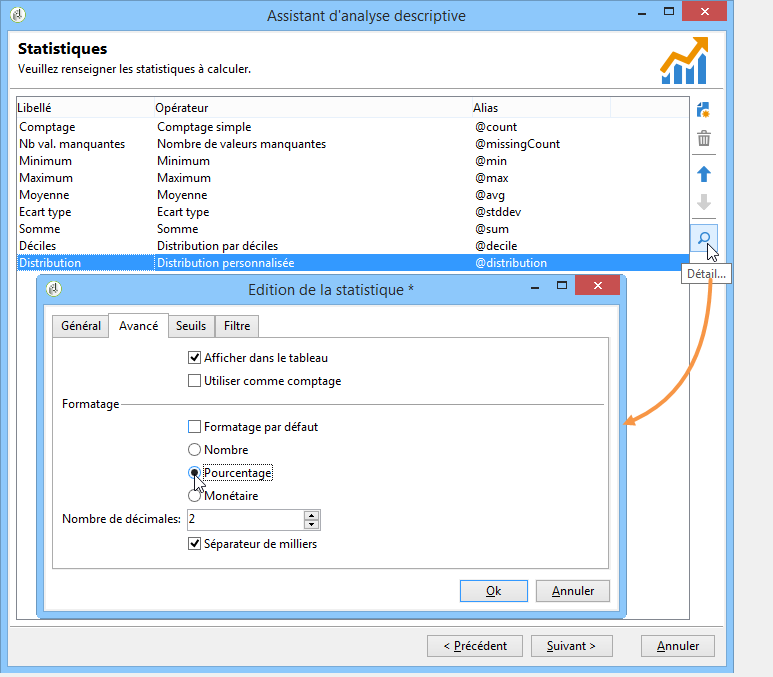 Assistant d'analyse descriptive
Statistiques
Veuillez renseigner les statistiques à calculer.
Libellé Opérateur Alias
Comptage Comptage simple @count
Nb val. manquantes Nombre de valeurs manquantes @missingCount
Minimum Minimum @min
Maximum Maximum @max
Moyenne Moyenne @avg
Ecart type Ecart type @stddev
Somme Somme @sum
Déciles Distribution par déciles @decile
Distribution Distribution personnalisée @distribution
Détail...
Edition de la statistique *
Général Avancé Seuils Filtre
Afficher dans le tableau
Utiliser comme comptage
Formatage
Formatage par défaut
Nombre
Pourcentage
Monétaire
Nombre de décimales: 2
Séparateur de milliers
Ok Annuler
< Précédent Suivant > Annuler